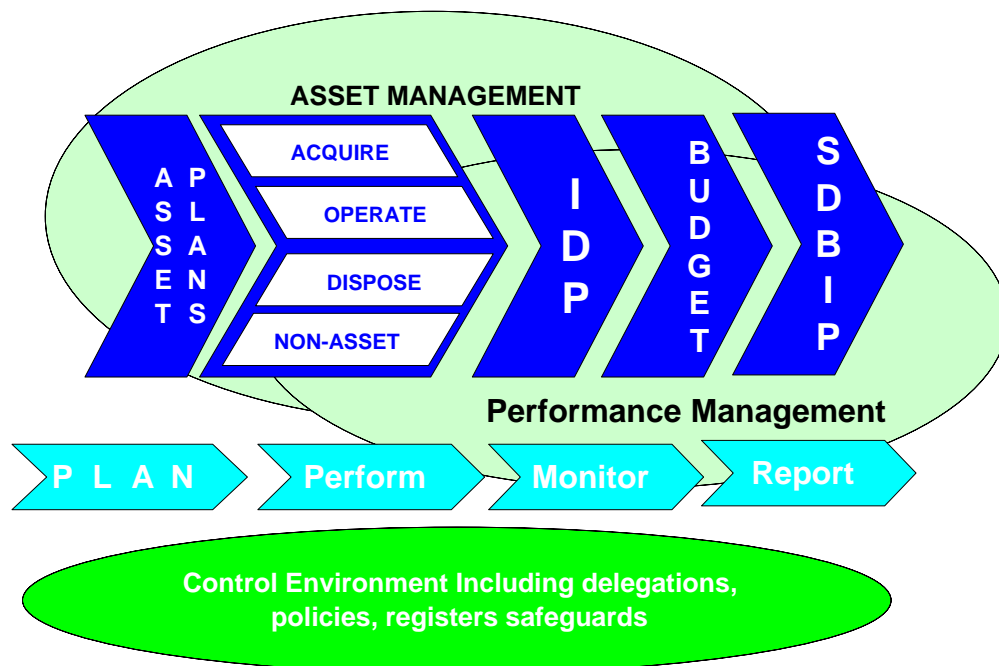 ASSET MANAGEMENT
ASSET
PLANS
ACQUIRE
OPERATE
DISPOSE
NON-ASSET
IDP
BUDGET
SDBIP
Performance Management
P L A N
Perform
Monitor
Report
Control Environment Including delegations,
policies, registers safeguards